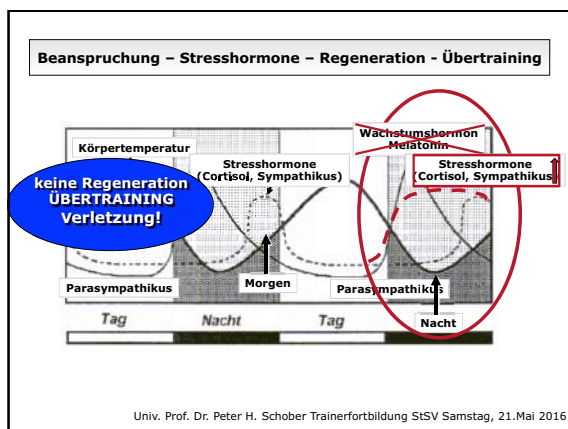 Beanspruchung – Stresshormone – Regeneration - Übertraining
Wachstumshormon
Melatonin
Körpertemperatur
Stresshormone
(Cortisol, Sympathikus)
Stresshormone
(Cortisol, Sympathikus)
keine Regeneration
ÜBERTRAINING
Verletzung!
Parasympathikus
Morgen
Parasympathikus
Nacht
Tag
Nacht
Tag
Univ. Prof. Dr. Peter H. Schober Trainerfortbildung StSV Samstag, 21.Mai 2016